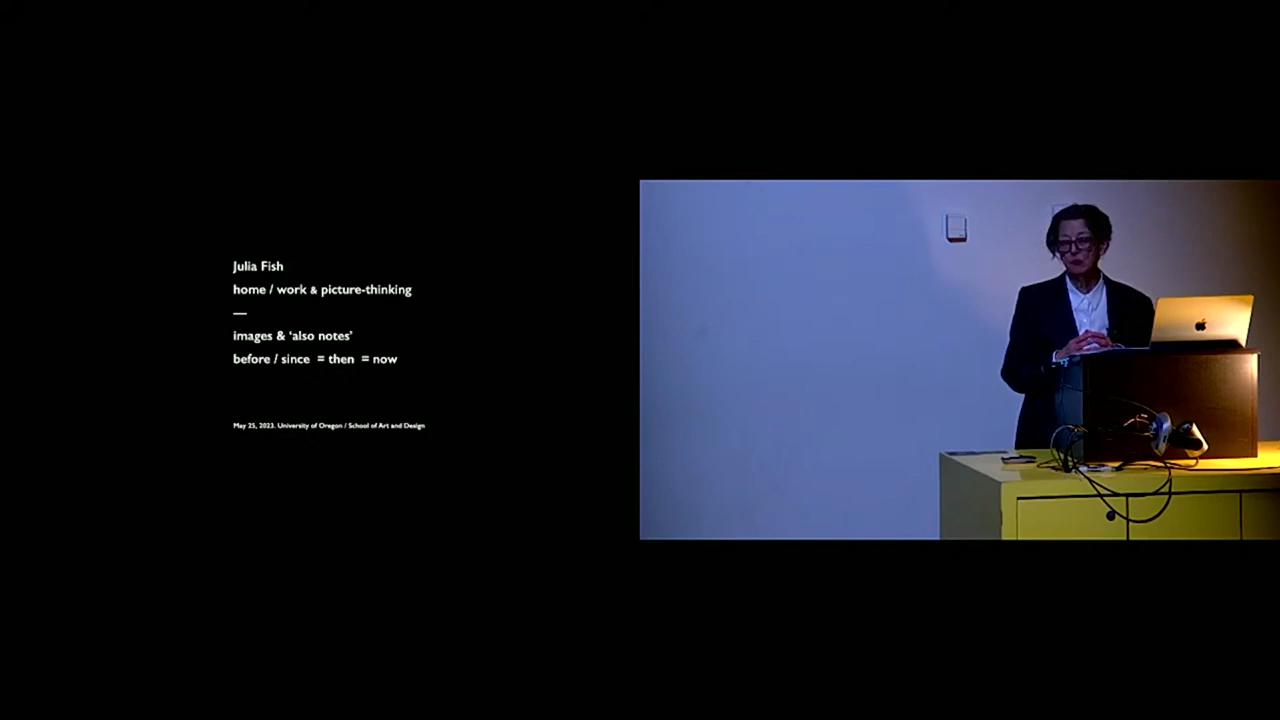 Julia Fish
home / work & picture-thinking
—
images & ‘also notes’
before / since = then = now
May 25, 2023. University of Oregon / School of Art and Design